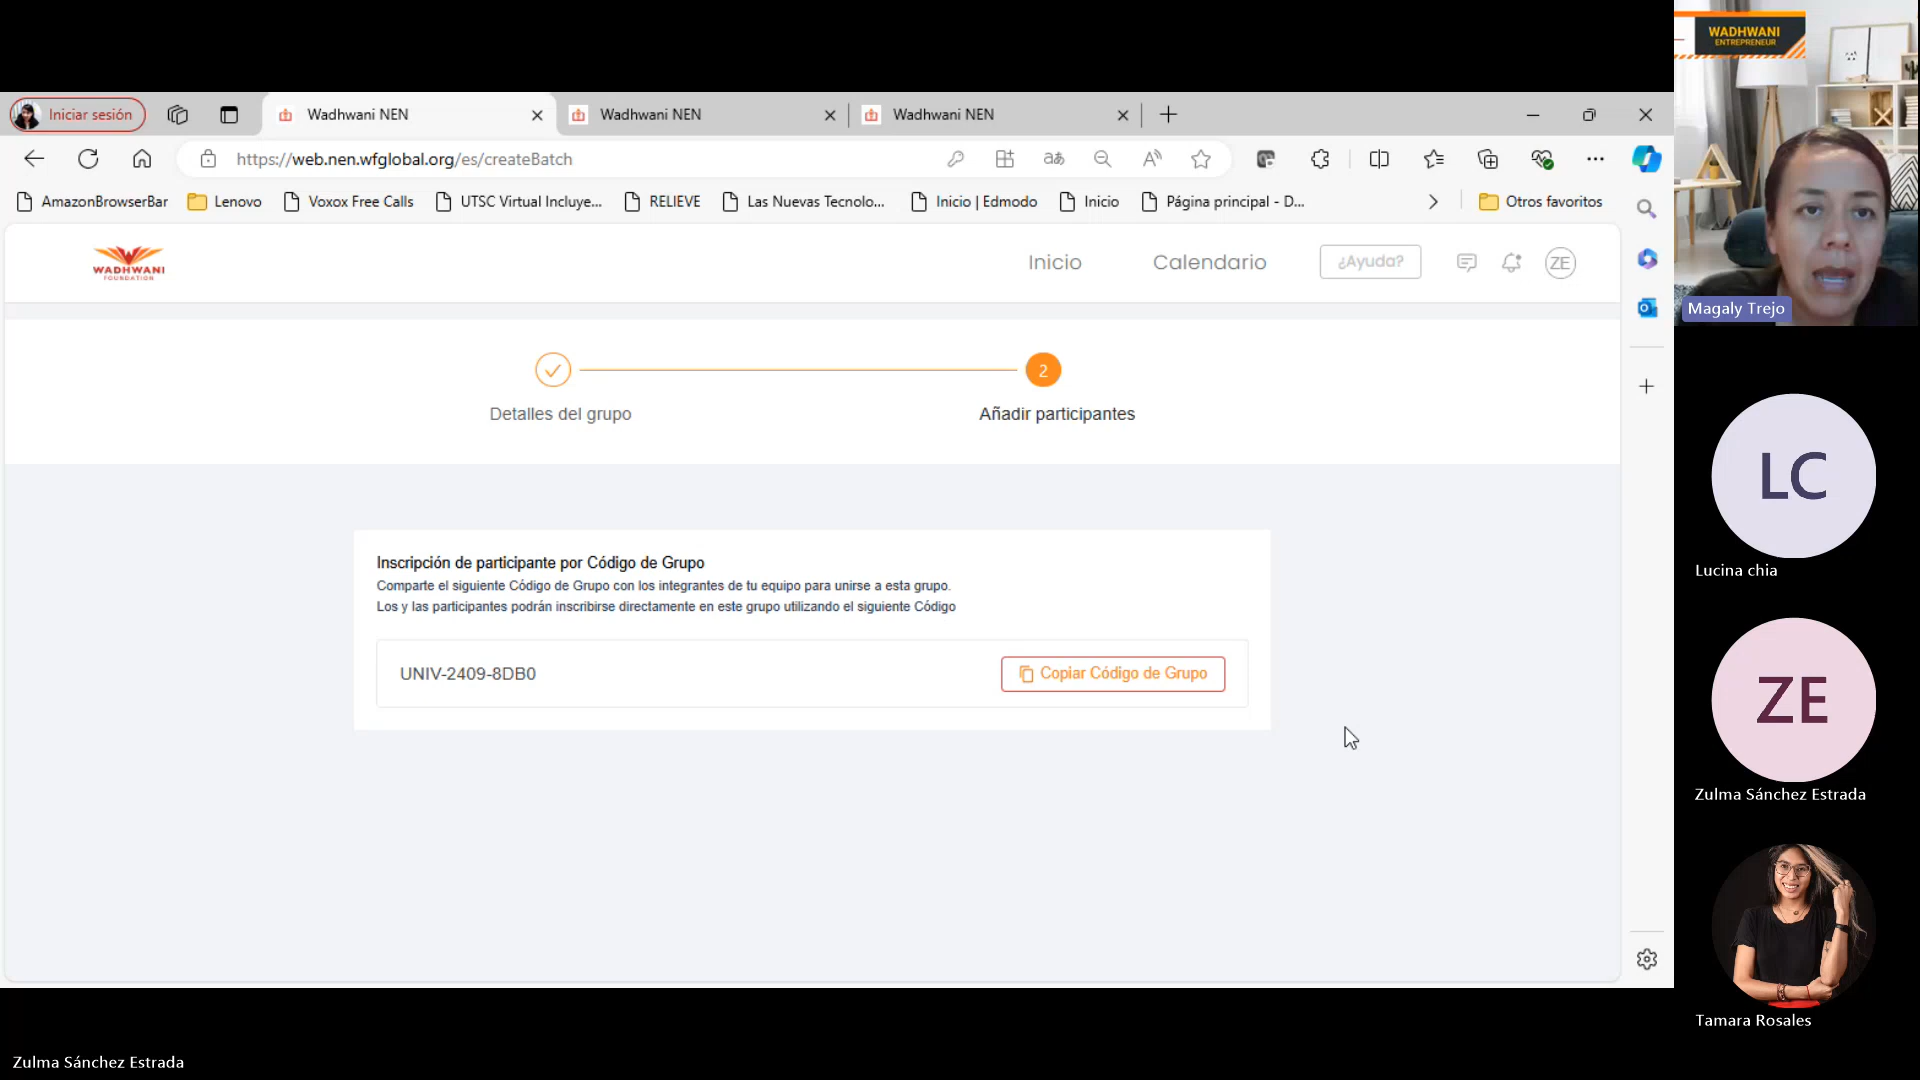 WADHWANI
ENTREPRENEUR
Iniciar sesión
Wadhwani NEN
Wadhwani NEN
Wadhwani NEN
https://web.nen.wfglobal.org/es/createBatch
AmazonBrowserBar
Lenovo
Voxox Free Calls
UTSC Virtual Incluye...
RELIEVE
Las Nuevas Tecnolo...
Inicio | Edmodo
Inicio
Página principal - D...
Otros favoritos
WADHWANI
FOUNDATION
Inicio
Calendario
¿Ayuda?
ZE
Magaly Trejo
2
Detalles del grupo
Añadir participantes
LC
Lucina chia
Inscripción de participante por Código de Grupo
Comparte el siguiente Código de Grupo con los integrantes de tu equipo para unirse a esta grupo.
Los y las participantes podrán inscribirse directamente en este grupo utilizando el siguiente Código
UNIV-2409-8DB0
Copiar Código de Grupo
ZE
Zulma Sánchez Estrada
Tamara Rosales
Zulma Sánchez Estrada